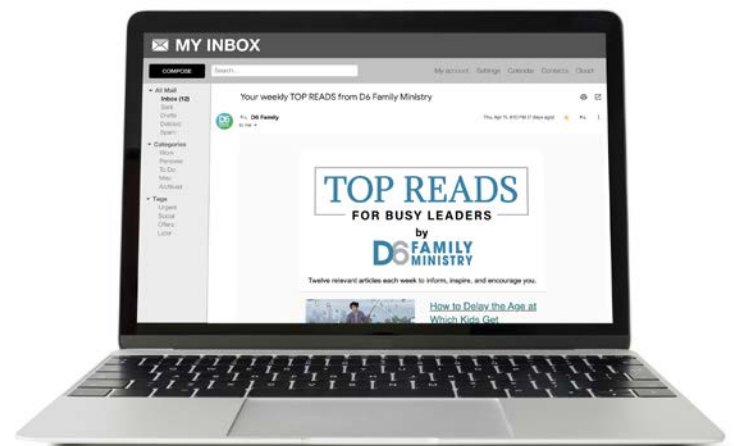 MY INBOX
COMPOSE
Search...
My account Settings Calendar Contacts Cloud
All Mail
Inbox (12)
Sent
Drafts
Deleted
Spam
Categories
Work
Personal
To Do
Misc
Archived
Tags
Urgent
Social
Offers
Later
Your weekly TOP READS from D6 Family Ministry
D6 Family
to me
TOP READS
FOR BUSY LEADERS
by
D6 FAMILY
MINISTRY
Twelve relevant articles each week to inform, inspire, and encourage you.
How to Delay the Age at
Which Kids Get